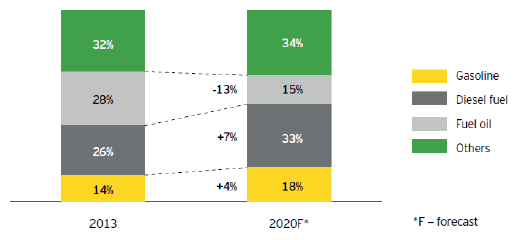 32%
34%
28%
-13%
15%
26%
+7%
33%
14%
+4%
18%
2013
2020F*
Gasoline
Diesel fuel
Fuel oil
Others
*F – forecast